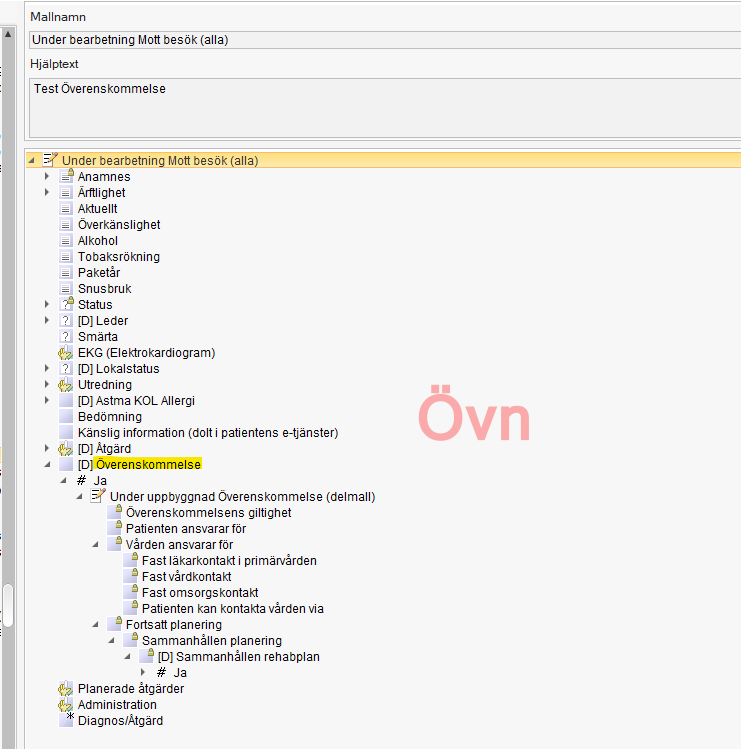 Mallnamn
Under bearbetning Mott besök (alla)
Hjälptext
Test Överenskommelse
Under bearbetning Mott besök (alla)
Anamnes
Ärftlighet
Aktuellt
Överkänslighet
Alkohol
Tobaksrökning
Paketår
Snusbruk
? Status
? [D] Leder
? Smärta
EKG (Elektrokardiogram)
? [D] Lokalstatus
Utredning
[D] Astma KOL Allergi
Bedömning
Känslig information (dolt i patientens e-tjänster)
[D] Åtgärd
[D] Överenskommelse
# Ja
Under uppbyggnad Överenskommelse (delmall)
Överenskommelsens giltighet
Patienten ansvarar för
Vården ansvarar för
Fast läkarkontakt i primärvården
Fast vårdkontakt
Fast omsorgskontakt
Patienten kan kontakta vården via
Fortsatt planering
Sammanhållen planering
[D] Sammanhållen rehabplan
# Ja
Planerade åtgärder
Administration
* Diagnos/Åtgärd
Övn